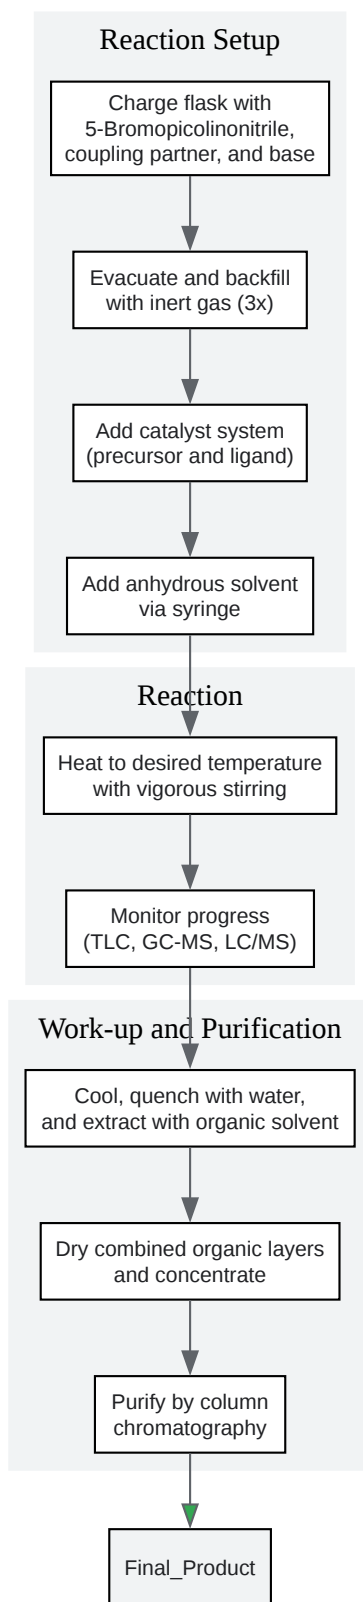 Reaction Setup
Charge flask with
5-Bromopicolinonitrile,
coupling partner, and base
Evacuate and backfill
with inert gas (3x)
Add catalyst system
(precursor and ligand)
Add anhydrous solvent
via syringe
Reaction
Heat to desired temperature
with vigorous stirring
Monitor progress
(TLC, GC-MS, LC/MS)
Work-up and Purification
Cool, quench with water,
and extract with organic solvent
Dry combined organic layers
and concentrate
Purify by column
chromatography
Final_Product